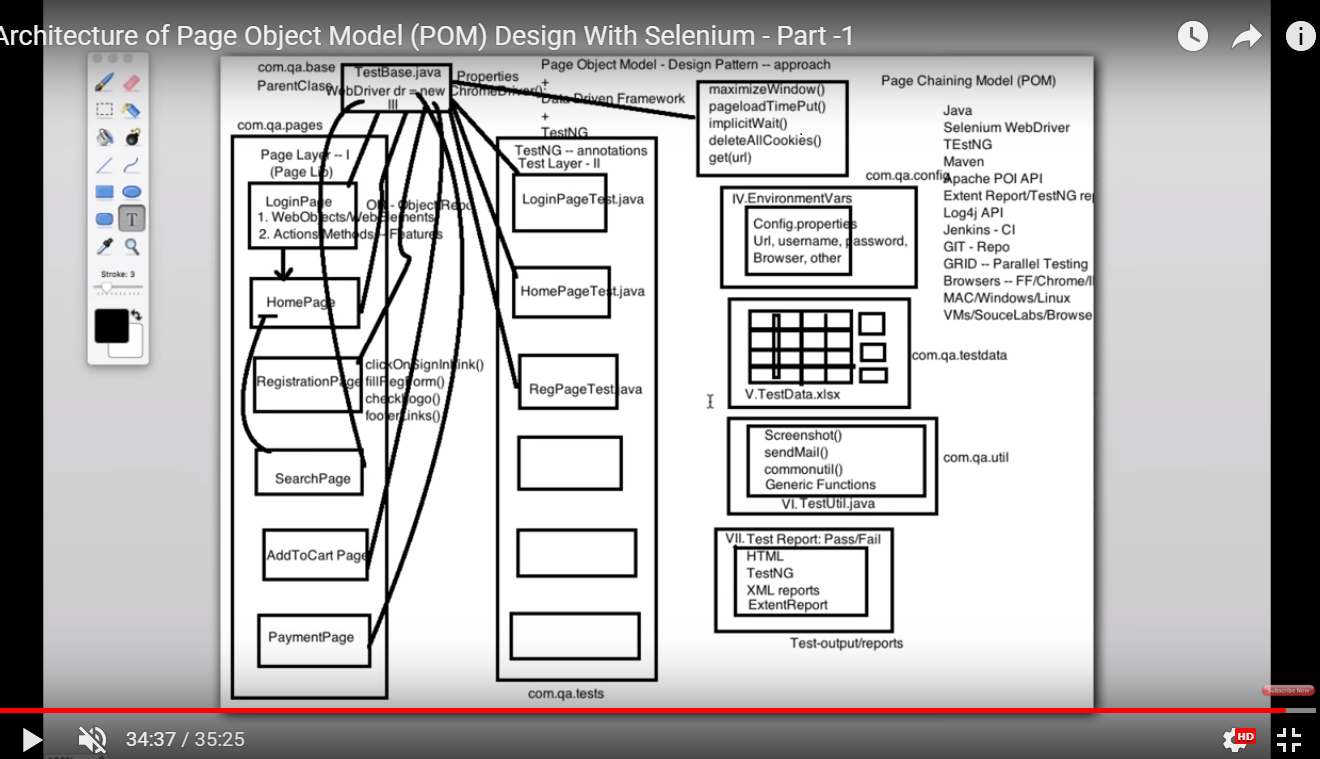 Architecture of Page Object Model (POM) Design With Selenium - Part -1
com.qa.base
ParentClass
TestBase.java
WebDriver dr = new ChromeDriver();
III
Properties
Page Object Model - Design Pattern -- approach
+
Data Driven Framework
+
TestNG
maximizeWindow()
pageloadTimePut()
implicitWait()
deleteAllCookies()
get(url)
Page Chaining Model (POM)
Java
Selenium WebDriver
TEstNG
Maven
Apache POI API
Extent Report/TestNG rep
Log4j API
Jenkins - CI
GIT - Repo
GRID -- Parallel Testing
Browsers -- FF/Chrome/I
MAC/Windows/Linux
VMs/SouceLabs/Browse
com.qa.pages
Page Layer -- I
(Page Lib)
LoginPage
1. WebObjects/WebElements
2. Actions/Methods -- Features
OR - Object Repo
HomePage
RegistrationPage
clickOnSignInLink()
fillRegForm()
checkLogo()
footerLinks()
SearchPage
AddToCart Page
PaymentPage
TestNG -- annotations
Test Layer - II
LoginPageTest.java
HomePageTest.java
RegPageTest.java
com.qa.tests
com.qa.config
IV.EnvironmentVars
Config.properties
Url, username, password,
Browser, other
V.TestData.xlsx
com.qa.testdata
Screenshot()
sendMail()
commonutil()
Generic Functions
VI.TestUtil.java
com.qa.util
VII.Test Report: Pass/Fail
HTML
TestNG
XML reports
ExtentReport
Test-output/reports
Stroke: 3
T
Subscribe Now
34:37 / 35:25
HD